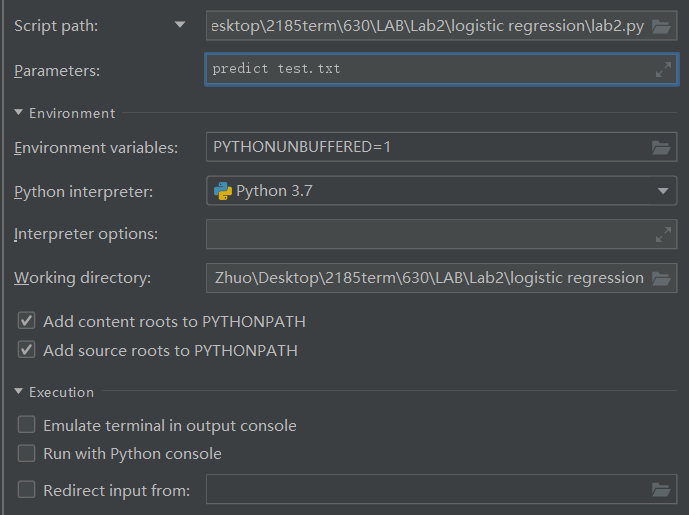 Script path: esktop\2185term\630\LAB\Lab2\logistic regression\lab2.py
Parameters: predict test.txt
Environment
Environment variables: PYTHONUNBUFFERED=1
Python interpreter: Python 3.7
Interpreter options:
Working directory: Zhuo\Desktop\2185term\630\LAB\Lab2\logistic regression
Add content roots to PYTHONPATH
Add source roots to PYTHONPATH
Execution
Emulate terminal in output console
Run with Python console
Redirect input from: